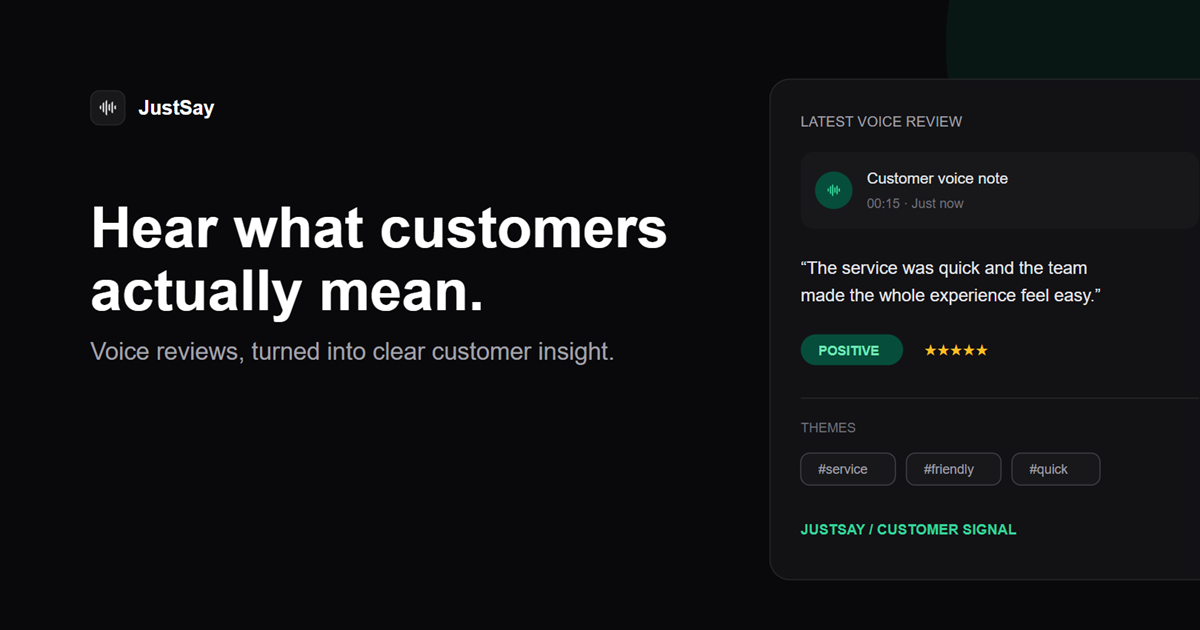 JustSay
Hear what customers
actually mean.
Voice reviews, turned into clear customer insight.
LATEST VOICE REVIEW
Customer voice note
00:15 · Just now
“The service was quick and the team
made the whole experience feel easy.”
POSITIVE ★★★★★
THEMES
#service #friendly #quick
JUSTSAY / CUSTOMER SIGNAL